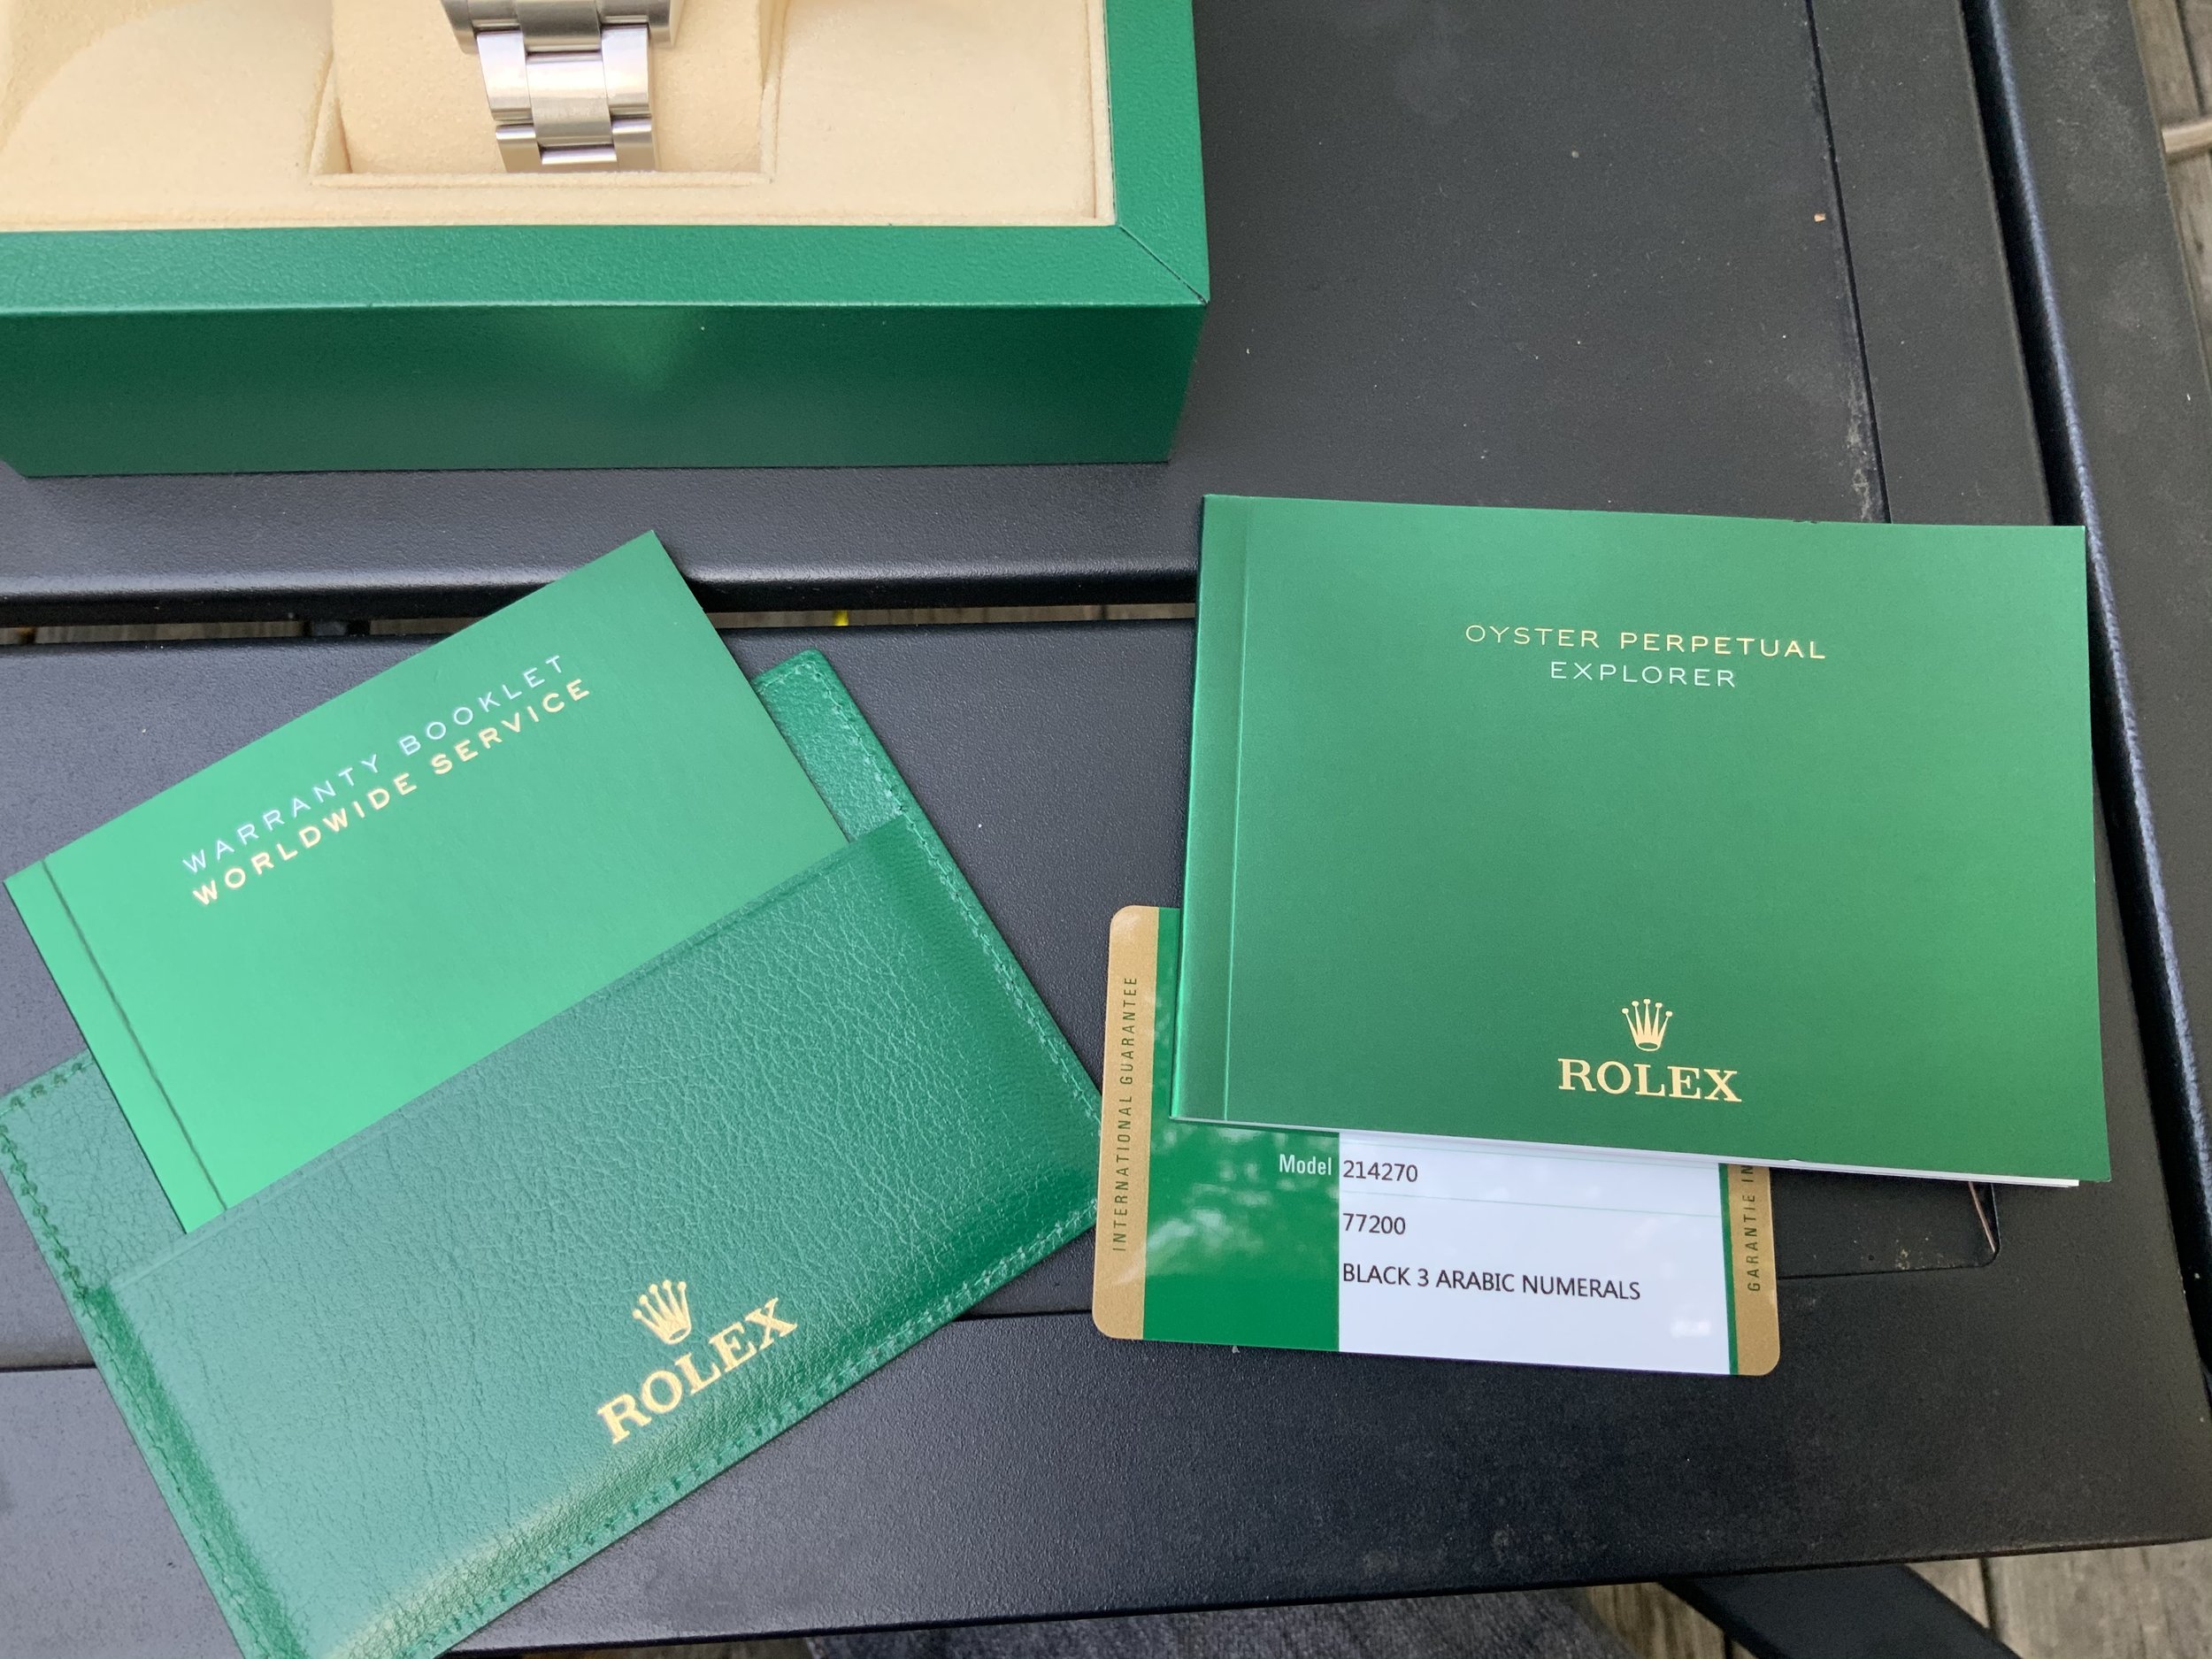 WARRANTY BOOKLET
WORLDWIDE SERVICE
ROLEX
OYSTER PERPETUAL
EXPLORER
ROLEX
INTERNATIONAL GUARANTEE
Model 214270
77200
BLACK 3 ARABIC NUMERALS
GARANTIE